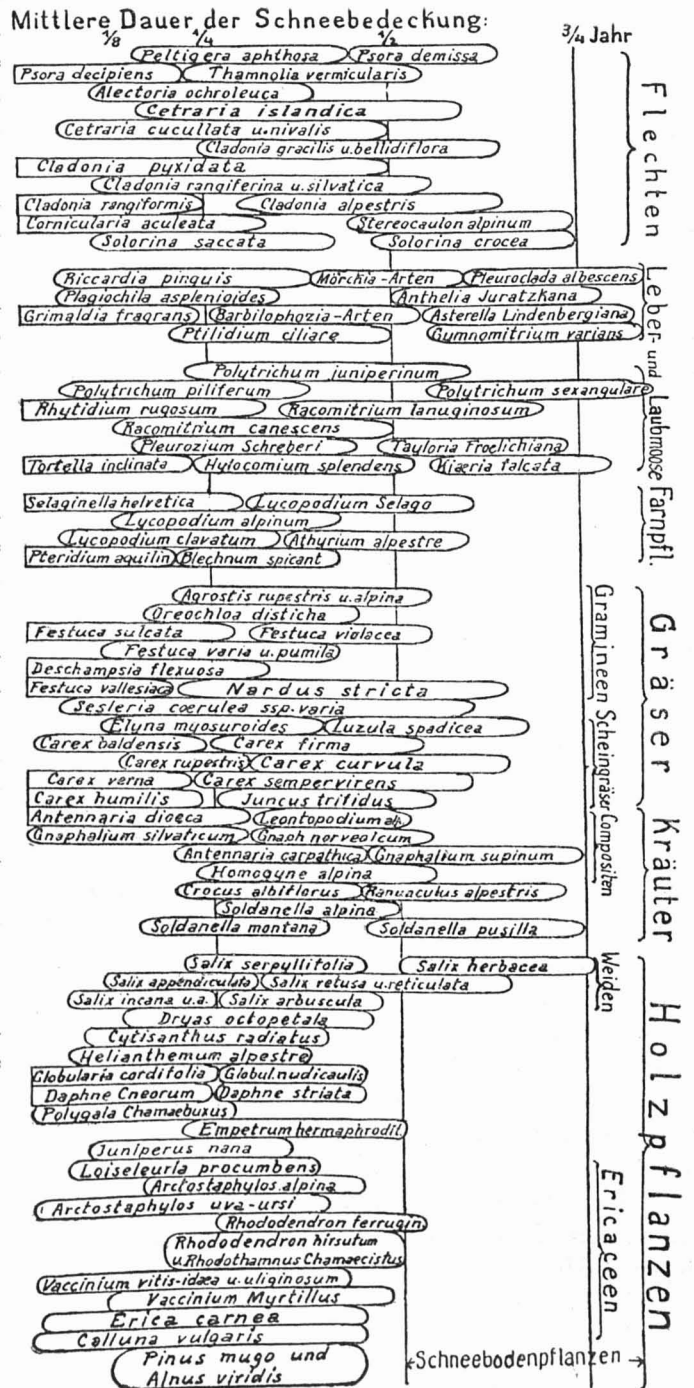 Mittlere Dauer der Schneebedeckung:
1/8 1/4 1/2 3/4 Jahr
Peltigera aphthosa Psora demissa
Psora decipiens Thamnolia vermicularis
Alectoria ochroleuca
Cetraria islandica
Cetraria cucullata u. nivalis
Cladonia gracilis u. bellidiflora
Cladonia pyxidata
Cladonia rangiferina u. silvatica
Cladonia rangiformis Cladonia alpestris
Cornicularia aculeata Stereocaulon alpinum
Solorina saccata Solorina crocea
Flechten
Riccardia pinguis Mörckia-Arten Pleuroclada albescens
Plagiochila asplenioides Anthelia Juratzkana
Grimaldia fragrans Barbilophozia-Arten Asterella Lindenbergiana
Ptilidium ciliare Gymnomitrium varians
Leber- und
Polytrichum juniperinum
Polytrichum piliferum Polytrichum sexangulare
Rhytidium rugosum Racomitrium lanuginosum
Racomitrium canescens
Pleurozium Schreberi Tayloria Froelichiana
Tortella inclinata Hylocomium splendens Kiaeria falcata
Laubmoose
Selaginella helvetica Lycopodium Selago
Lycopodium alpinum
Lycopodium clavatum Athyrium alpestre
Pteridium aquilin Blechnum spicant
Farnpfl.
Agrostis rupestris u. alpina
Oreochloa disticha
Festuca sulcata Festuca violacea
Festuca varia u. pumila
Deschampsia flexuosa
Festuca vallesiaca Nardus stricta
Sesleria coerulea ssp. varia
Gramineen
Elyna myosuroides Luzula spadicea
Carex baldensis Carex firma
Carex rupestris Carex curvula
Carex verna Carex sempervirens
Carex humilis Juncus trifidus
Scheingräser
Gräser
Antennaria dioeca Leontopodium alp.
Gnaphalium silvaticum Gnaph norvegicum
Antennaria carpathica Gnaphalium supinum
Homogyne alpina
Compositen
Crocus albiflorus Ranunculus alpestris
Soldanella alpina
Soldanella montana Soldanella pusilla
Kräuter
Salix serpyllifolia Salix herbacea
Salix appendiculata Salix retusa u. reticulata
Salix incana u.a. Salix arbuscula
Weiden
Dryas octopetala
Cytisanthus radiatus
Helianthemum alpestre
Globularia cordifolia Globul. nudicaulis
Daphne Cneorum Daphne striata
Polygala Chamaebuxus
Empetrum hermaphrodit.
Juniperus nana
Loiseleuria procumbens
Arctostaphylos alpina
Arctostaphylos uva-ursi
Rhododendron ferrugin.
Rhododendron hirsutum
u. Rhodothamnus Chamaecistus
Vaccinium vitis-idaea u. uliginosum
Vaccinium Myrtillus
Erica carnea
Calluna vulgaris
Ericaceen
Pinus mugo und
Alnus viridis
Holzpflanzen
Schneebodenpflanzen